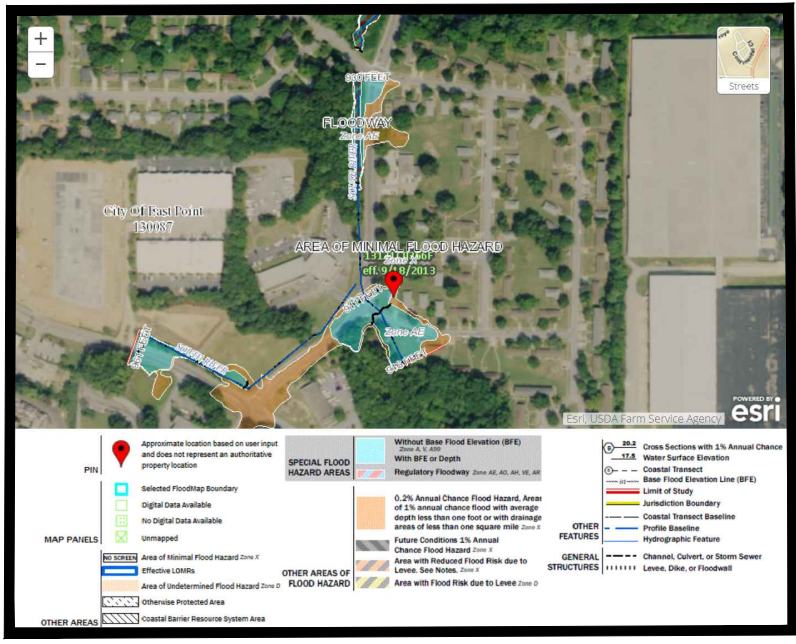 +
−
Streets
930 FEET
FLOODWAY
Zone AE
SOUTH RIVER
City Of East Point
130087
AREA OF MINIMAL FLOOD HAZARD
Zone X
eff. 9/18/2013
Zone AE
SOUTH RIVER
POWERED BY
esri
Esri, USDA Farm Service Agency
PIN
Approximate location based on user input
and does not represent an authoritative
property location
MAP PANELS
Selected FloodMap Boundary
Digital Data Available
No Digital Data Available
Unmapped
OTHER AREAS
NO SCREEN Area of Minimal Flood Hazard Zone X
Effective LOMRs
Area of Undetermined Flood Hazard Zone D
Otherwise Protected Area
Coastal Barrier Resource System Area
SPECIAL FLOOD
HAZARD AREAS
Without Base Flood Elevation (BFE)
Zone A, V, A99
With BFE or Depth
Regulatory Floodway Zone AE, AO, AH, VE, AR
OTHER AREAS OF
FLOOD HAZARD
0.2% Annual Chance Flood Hazard, Areas
of 1% annual chance flood with average
depth less than one foot or with drainage
areas of less than one square mile Zone X
Future Conditions 1% Annual
Chance Flood Hazard Zone X
Area with Reduced Flood Risk due to
Levee. See Notes. Zone X
Area with Flood Risk due to Levee Zone D
OTHER
FEATURES
B 20.2 Cross Sections with 1% Annual Chance
17.5 Water Surface Elevation
Coastal Transect
Base Flood Elevation Line (BFE)
Limit of Study
Jurisdiction Boundary
Coastal Transect Baseline
Profile Baseline
Hydrographic Feature
GENERAL
STRUCTURES
Channel, Culvert, or Storm Sewer
Levee, Dike, or Floodwall